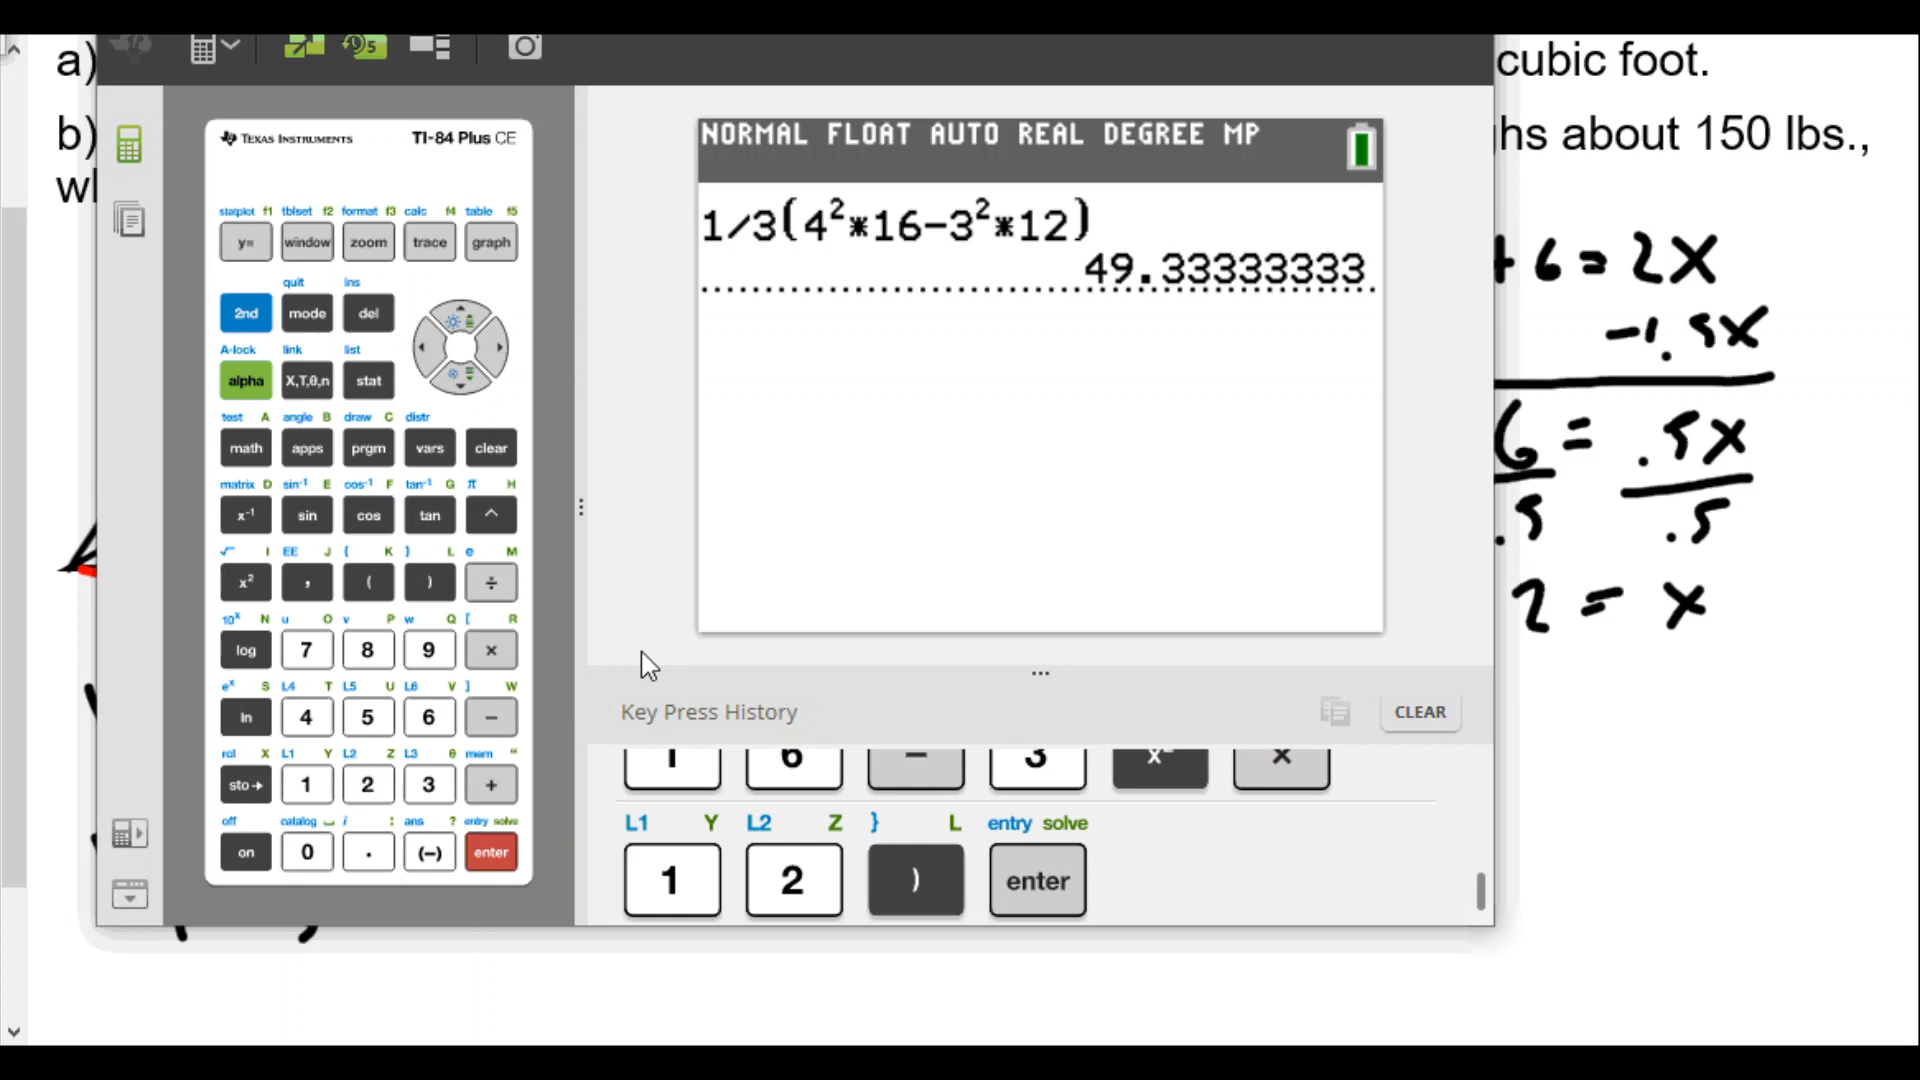 a) cubic foot.
b) ghs about 150 lbs.,
TEXAS INSTRUMENTS TI-84 Plus CE
NORMAL FLOAT AUTO REAL DEGREE MP
1/3(4²*16-3²*12)
49.33333333
+ 6 = 2X
-1.5X
6 = .5X
.5 .5
2 = x
statplot f1 tblset f2 format f3 calc f4 table f5
y= window zoom trace graph
quit ins
2nd mode del
A-lock link list
alpha X,T,θ,n stat
test A angle B draw C distr
math apps prgm vars clear
matrix D sin⁻¹ E cos⁻¹ F tan⁻¹ G π H
x⁻¹ sin cos tan ^
√ I EE J { K } L e M
x² , ( ) ÷
10ˣ N u O v P w Q [ R
log 7 8 9 ×
eˣ S L4 T L5 U L6 V ] W
ln 4 5 6 −
rcl X L1 Y L2 Z L3 θ mem "
sto→ 1 2 3 +
off catalog ⎵ i : ans ? entry solve
on 0 . (−) enter
Key Press History CLEAR
1 6 − 3 x² ×
L1 Y L2 Z } L entry solve
1 2 ) enter